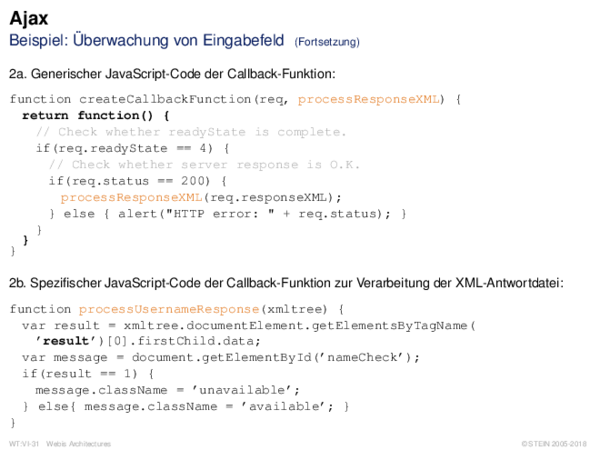 Ajax
Beispiel: Überwachung von Eingabefeld (Fortsetzung)
2a. Generischer JavaScript-Code der Callback-Funktion:
function createCallbackFunction(req, processResponseXML) {
return function() {
// Check whether readyState is complete.
if(req.readyState == 4) {
// Check whether server response is O.K.
if(req.status == 200) {
processResponseXML(req.responseXML);
} else { alert("HTTP error: " + req.status); }
}
}
}
2b. Spezifischer JavaScript-Code der Callback-Funktion zur Verarbeitung der XML-Antwortdatei:
function processUsernameResponse(xmltree) {
var result = xmltree.documentElement.getElementsByTagName(
’result’)[0].firstChild.data;
var message = document.getElementById(’nameCheck’);
if(result == 1) {
message.className = ’unavailable’;
} else{ message.className = ’available’; }
}
WT:VI-31 Webis Architectures © STEIN 2005-2018